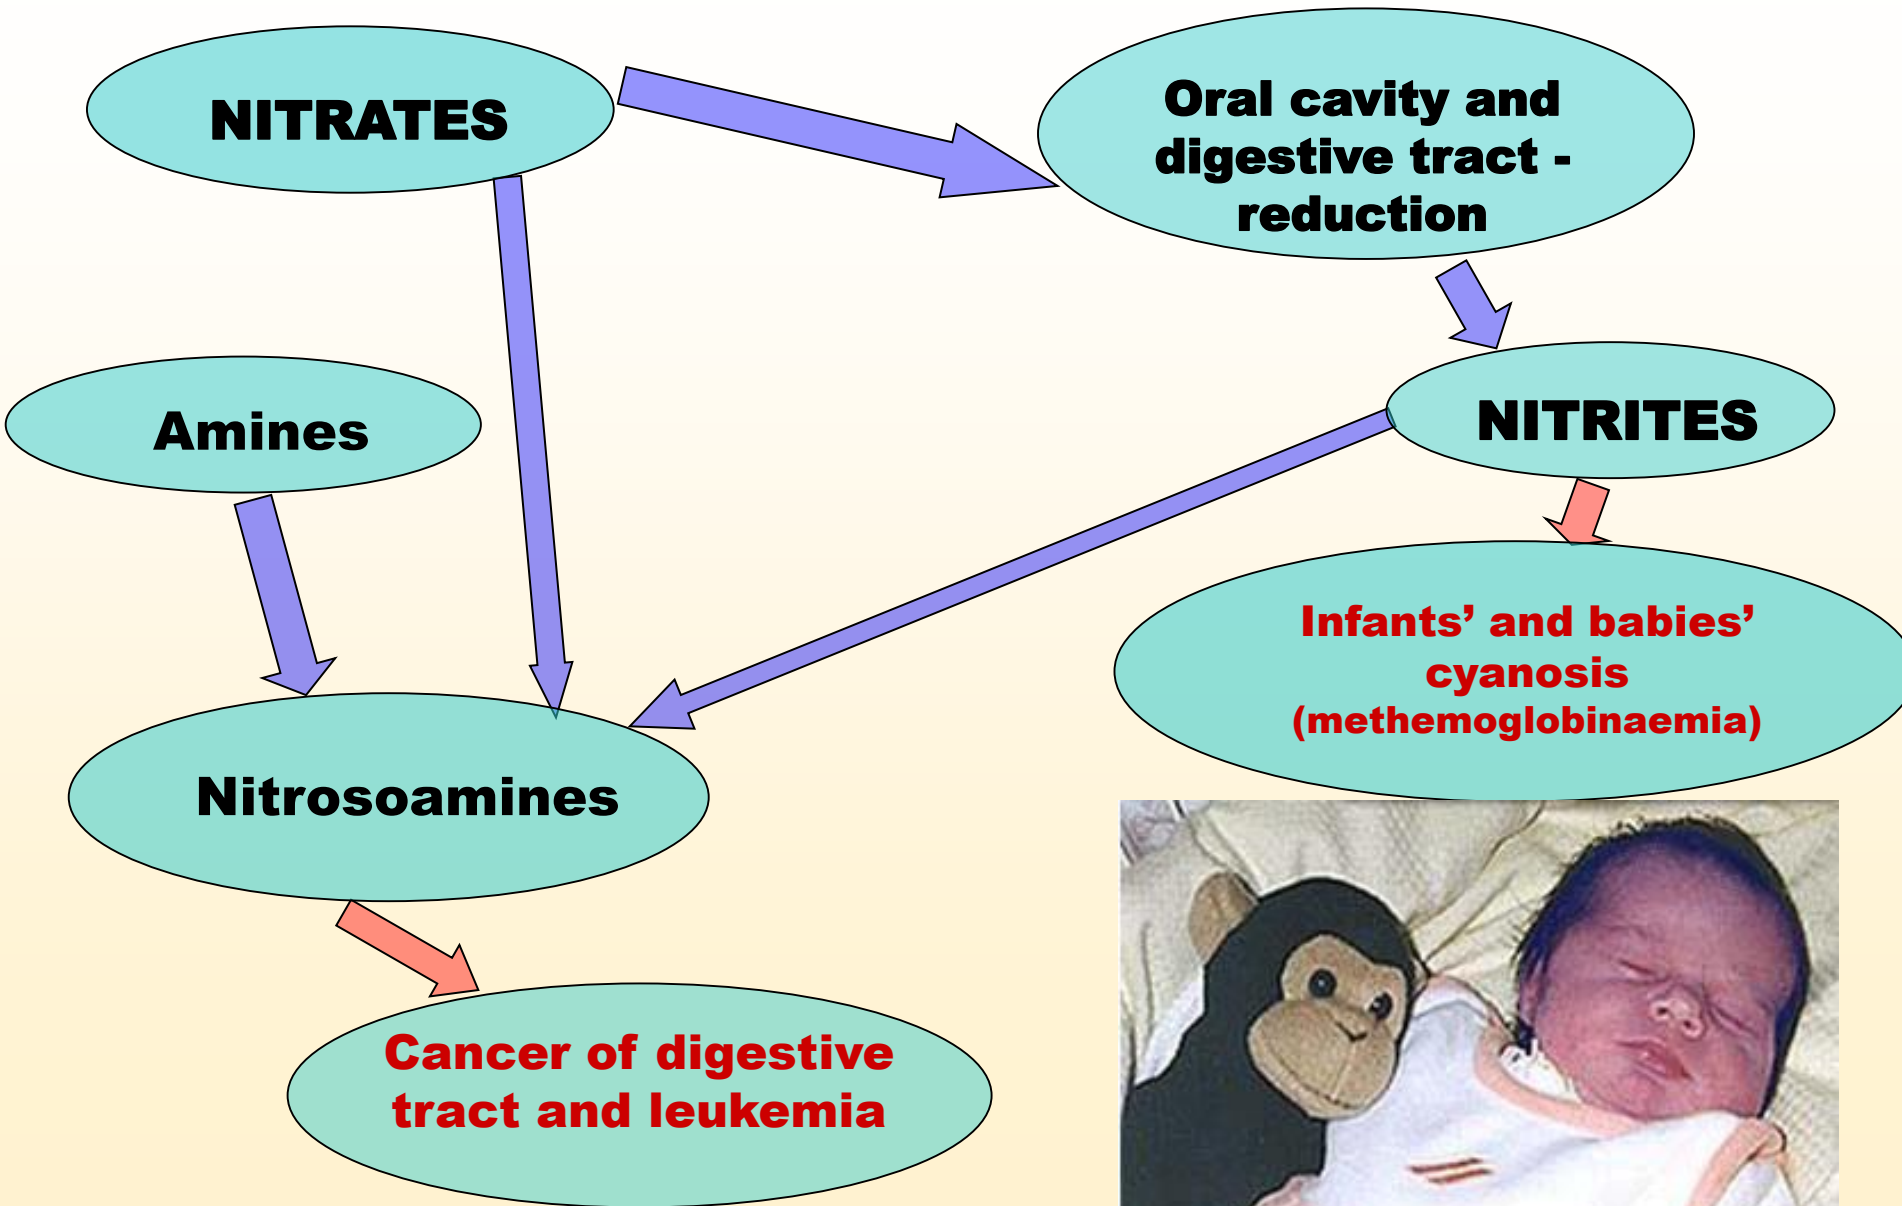 NITRATES
Oral cavity and
digestive tract -
reduction
Amines
NITRITES
Infants’ and babies’
cyanosis
(methemoglobinaemia)
Nitrosoamines
Cancer of digestive
tract and leukemia